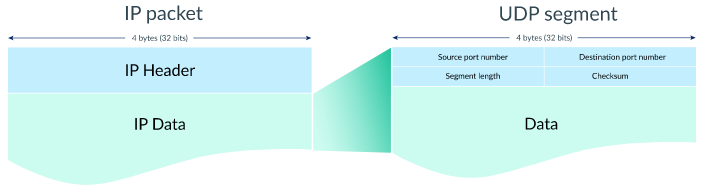 IP packet
4 bytes (32 bits)
IP Header
IP Data
UDP segment
4 bytes (32 bits)
Source port number
Destination port number
Segment length
Checksum
Data